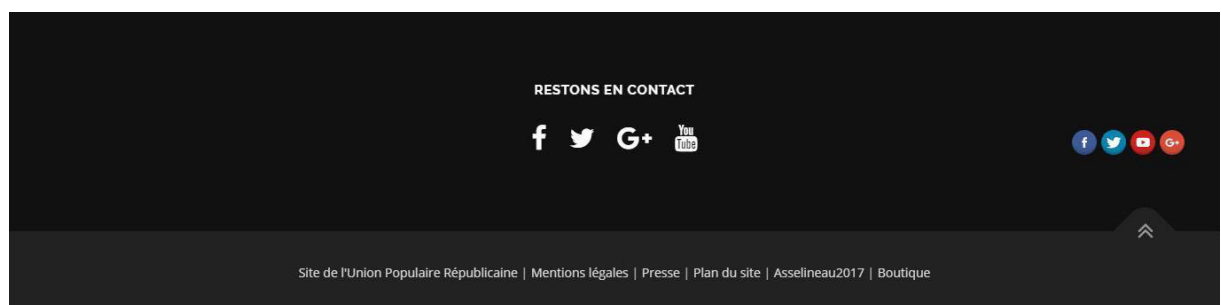 RESTONS EN CONTACT
f G+ You Tube
f G+
Site de l'Union Populaire Républicaine | Mentions légales | Presse | Plan du site | Asselineau2017 | Boutique